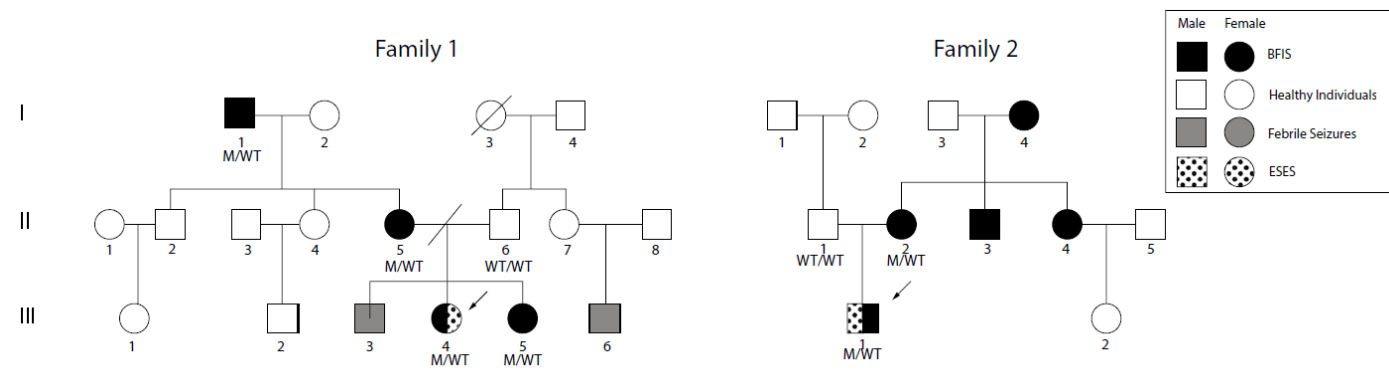 Family 1
Family 2
Male Female
BFIS
Healthy Individuals
Febrile Seizures
ESES
I
1 2 3 4 1 2 3 4
M/WT
II
1 2 3 4 5 6 7 8 1 2 3 4 5
M/WT WT/WT WT/WT M/WT
III
1 2 3 4 5 6 1 2
M/WT M/WT M/WT